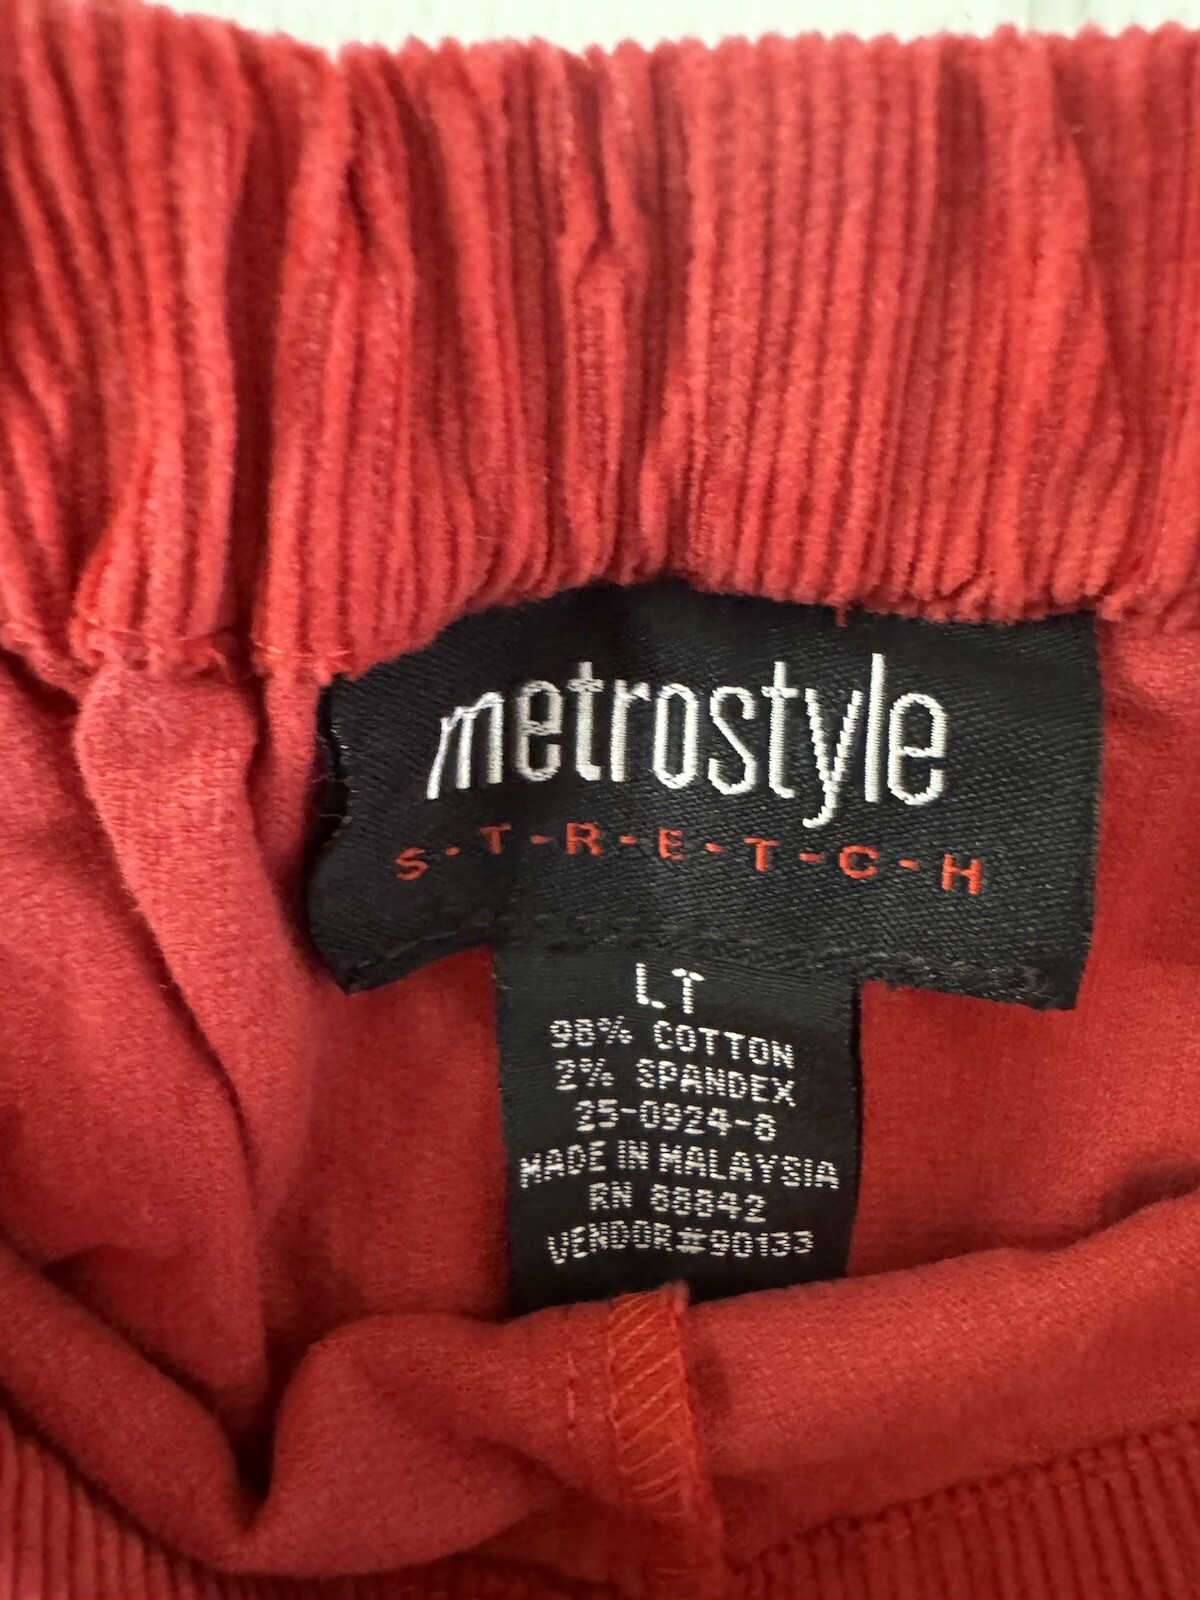 metrostyle
S-T-R-E-T-C-H
LT
98% COTTON
2% SPANDEX
25-0924-8
MADE IN MALAYSIA
RN 88842
VENDOR#90133